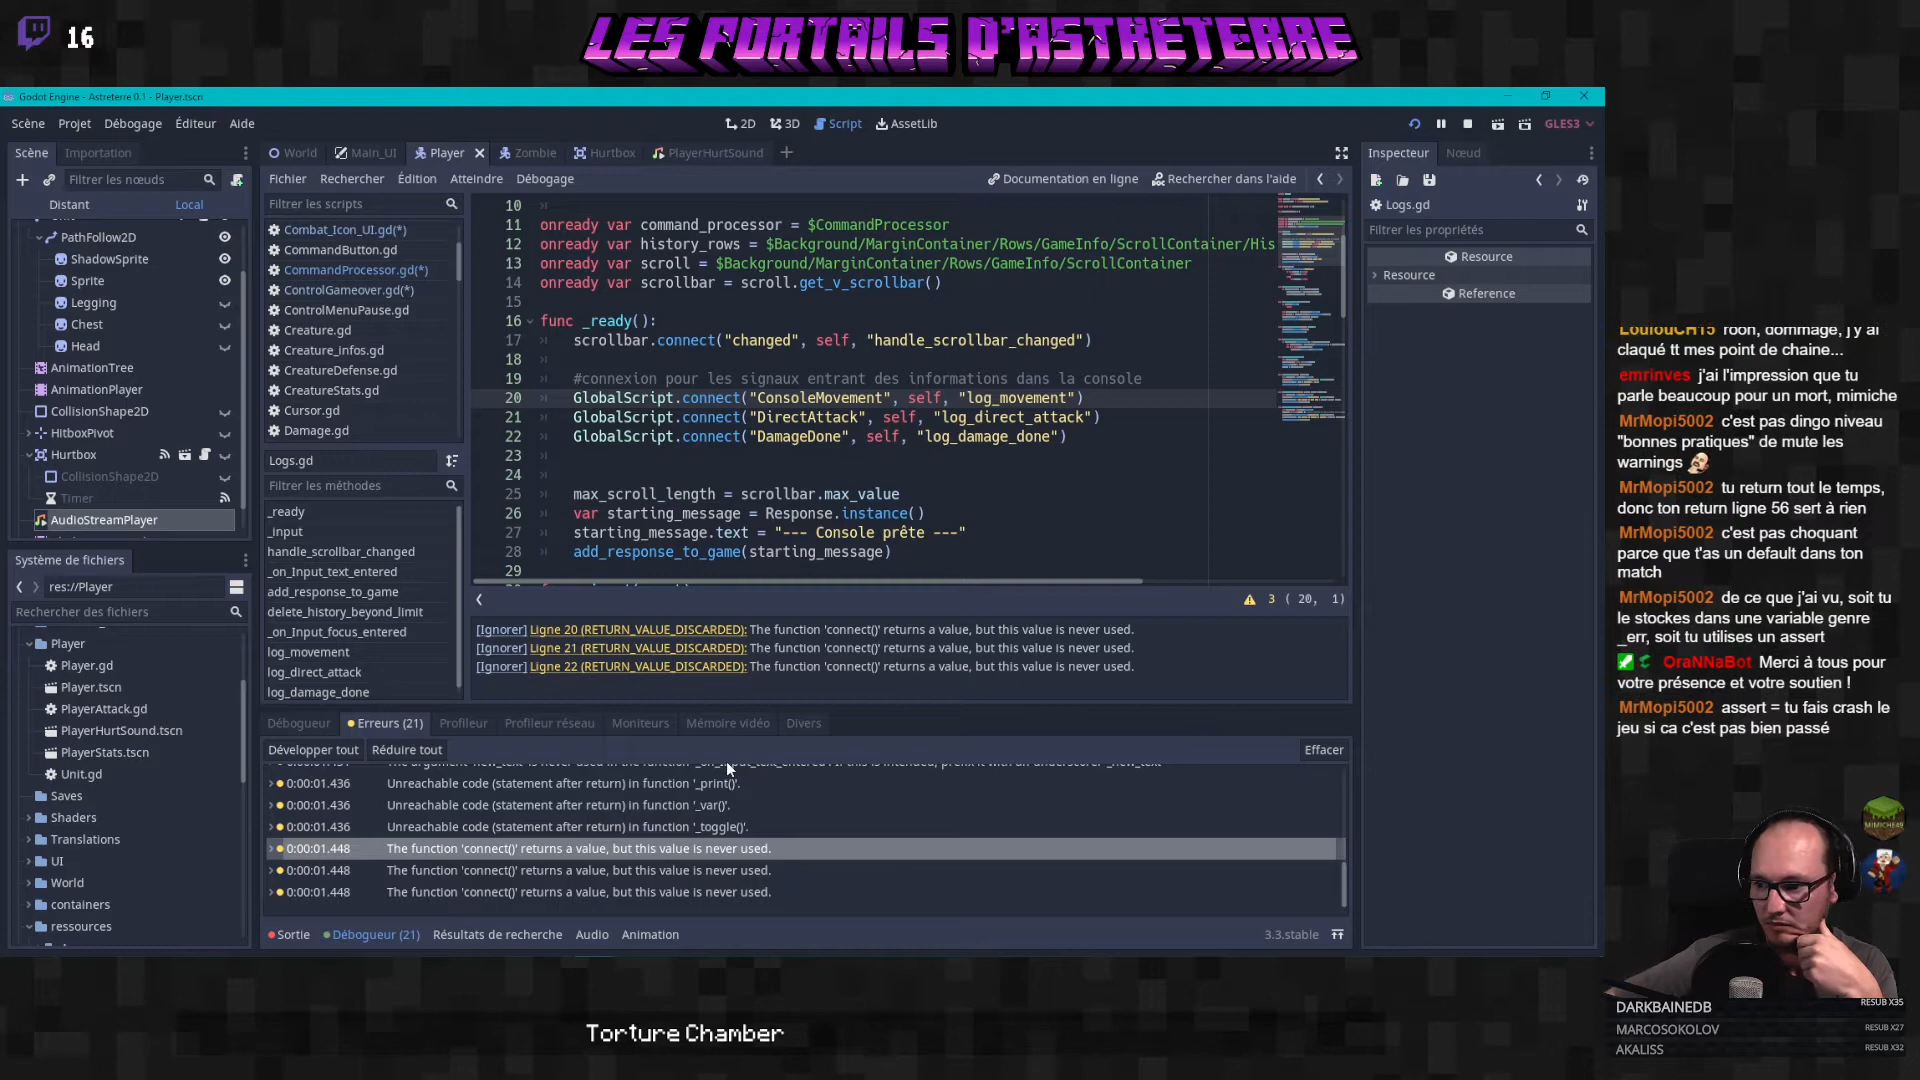 16
LES PORTAILS D'ASTRETERRE
Godot Engine - Astreterre 0.1 - Player.tscn
Scène Projet Débogage Éditeur Aide
2D 3D Script AssetLib
GLES3
Scène Importation
World Main_UI Player Zombie Hurtbox PlayerHurtSound
Inspecteur Nœud
Filtrer les nœuds
Fichier Rechercher Édition Atteindre Débogage
Documentation en ligne Rechercher dans l'aide
Distant Local
Logs.gd
Filtrer les propriétés
Resource
Resource
Reference
PathFollow2D
ShadowSprite
Sprite
Legging
Chest
Head
AnimationTree
AnimationPlayer
CollisionShape2D
HitboxPivot
Hurtbox
CollisionShape2D
Timer
AudioStreamPlayer
Système de fichiers
res://Player
Rechercher des fichiers
Player
Player.gd
Player.tscn
PlayerAttack.gd
PlayerHurtSound.tscn
PlayerStats.tscn
Unit.gd
Saves
Shaders
Translations
UI
World
containers
ressources
Filtrer les scripts
Combat_Icon_UI.gd(*)
CommandButton.gd
CommandProcessor.gd(*)
ControlGameover.gd(*)
ControlMenuPause.gd
Creature.gd
Creature_infos.gd
CreatureDefense.gd
CreatureStats.gd
Cursor.gd
Damage.gd
Logs.gd
Filtrer les méthodes
_ready
_input
handle_scrollbar_changed
_on_Input_text_entered
add_response_to_game
delete_history_beyond_limit
_on_Input_focus_entered
log_movement
log_direct_attack
log_damage_done
10
11 onready var command_processor = $CommandProcessor
12 onready var history_rows = $Background/MarginContainer/Rows/GameInfo/ScrollContainer/His
13 onready var scroll = $Background/MarginContainer/Rows/GameInfo/ScrollContainer
14 onready var scrollbar = scroll.get_v_scrollbar()
15
16 func _ready():
17 scrollbar.connect("changed", self, "handle_scrollbar_changed")
18
19 #connexion pour les signaux entrant des informations dans la console
20 GlobalScript.connect("ConsoleMovement", self, "log_movement")
21 GlobalScript.connect("DirectAttack", self, "log_direct_attack")
22 GlobalScript.connect("DamageDone", self, "log_damage_done")
23
24
25 max_scroll_length = scrollbar.max_value
26 var starting_message = Response.instance()
27 starting_message.text = "--- Console prête ---"
28 add_response_to_game(starting_message)
29
3 ( 20, 1)
[Ignorer] Ligne 20 (RETURN_VALUE_DISCARDED): The function 'connect()' returns a value, but this value is never used.
[Ignorer] Ligne 21 (RETURN_VALUE_DISCARDED): The function 'connect()' returns a value, but this value is never used.
[Ignorer] Ligne 22 (RETURN_VALUE_DISCARDED): The function 'connect()' returns a value, but this value is never used.
Débogueur Erreurs (21) Profileur Profileur réseau Moniteurs Mémoire vidéo Divers
Développer tout Réduire tout Effacer
0:00:01.436 Unreachable code (statement after return) in function '_print()'.
0:00:01.436 Unreachable code (statement after return) in function '_var()'.
0:00:01.436 Unreachable code (statement after return) in function '_toggle()'.
0:00:01.448 The function 'connect()' returns a value, but this value is never used.
0:00:01.448 The function 'connect()' returns a value, but this value is never used.
0:00:01.448 The function 'connect()' returns a value, but this value is never used.
Sortie Débogueur (21) Résultats de recherche Audio Animation 3.3.stable
LoulouCH15 rooh, dommage, j'y ai
claqué tt mes point de chaine...
emrinves j'ai l'impression que tu
parle beaucoup pour un mort, mimiche
MrMopi5002 c'est pas dingo niveau
"bonnes pratiques" de mute les
warnings
MrMopi5002 tu return tout le temps,
donc ton return ligne 56 sert à rien
MrMopi5002 c'est pas choquant
parce que t'as un default dans ton
match
MrMopi5002 de ce que j'ai vu, soit tu
le stockes dans une variable genre
_err, soit tu utilises un assert
OraNNaBot Merci à tous pour
votre présence et votre soutien !
MrMopi5002 assert = tu fais crash le
jeu si ca c'est pas bien passé
MIMICHE49
DARKBAINEDB RESUB X35
MARCOSOKOLOV RESUB X27
AKALISS RESUB X32
Torture Chamber